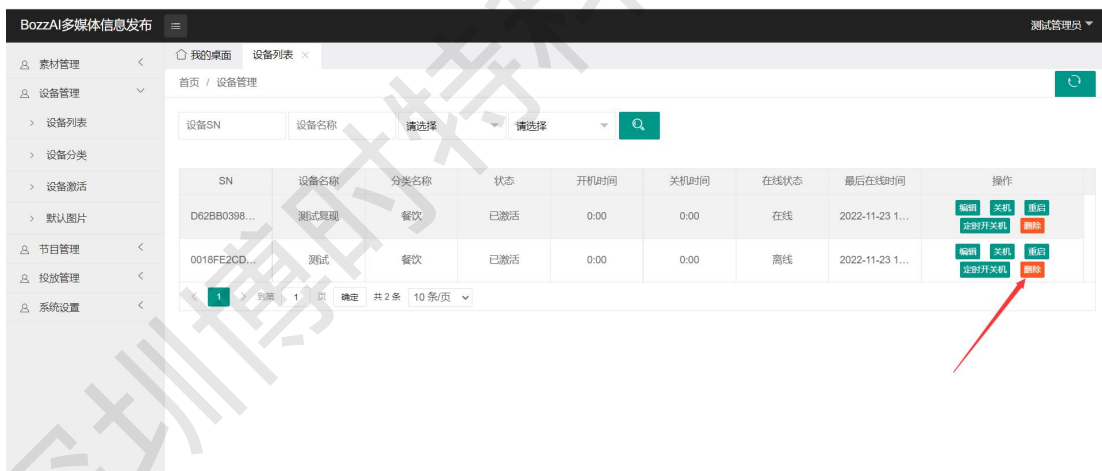 BozzAI多媒体信息发布
测试管理员
素材管理
设备管理
设备列表
设备分类
设备激活
默认图片
节目管理
投放管理
系统设置
我的桌面 设备列表 ×
首页 / 设备管理
设备SN 设备名称 请选择 请选择
SN 设备名称 分类名称 状态 开机时间 关机时间 在线状态 最后在线时间 操作
D62BB0398... 测试复现 餐饮 已激活 0:00 0:00 在线 2022-11-23 1... 编辑 关机 重启
定时开关机 删除
0018FE2CD... 测试 餐饮 已激活 0:00 0:00 离线 2022-11-23 1... 编辑 关机 重启
定时开关机 删除
1 到第 1 页 确定 共 2 条 10 条/页
深圳博时特科